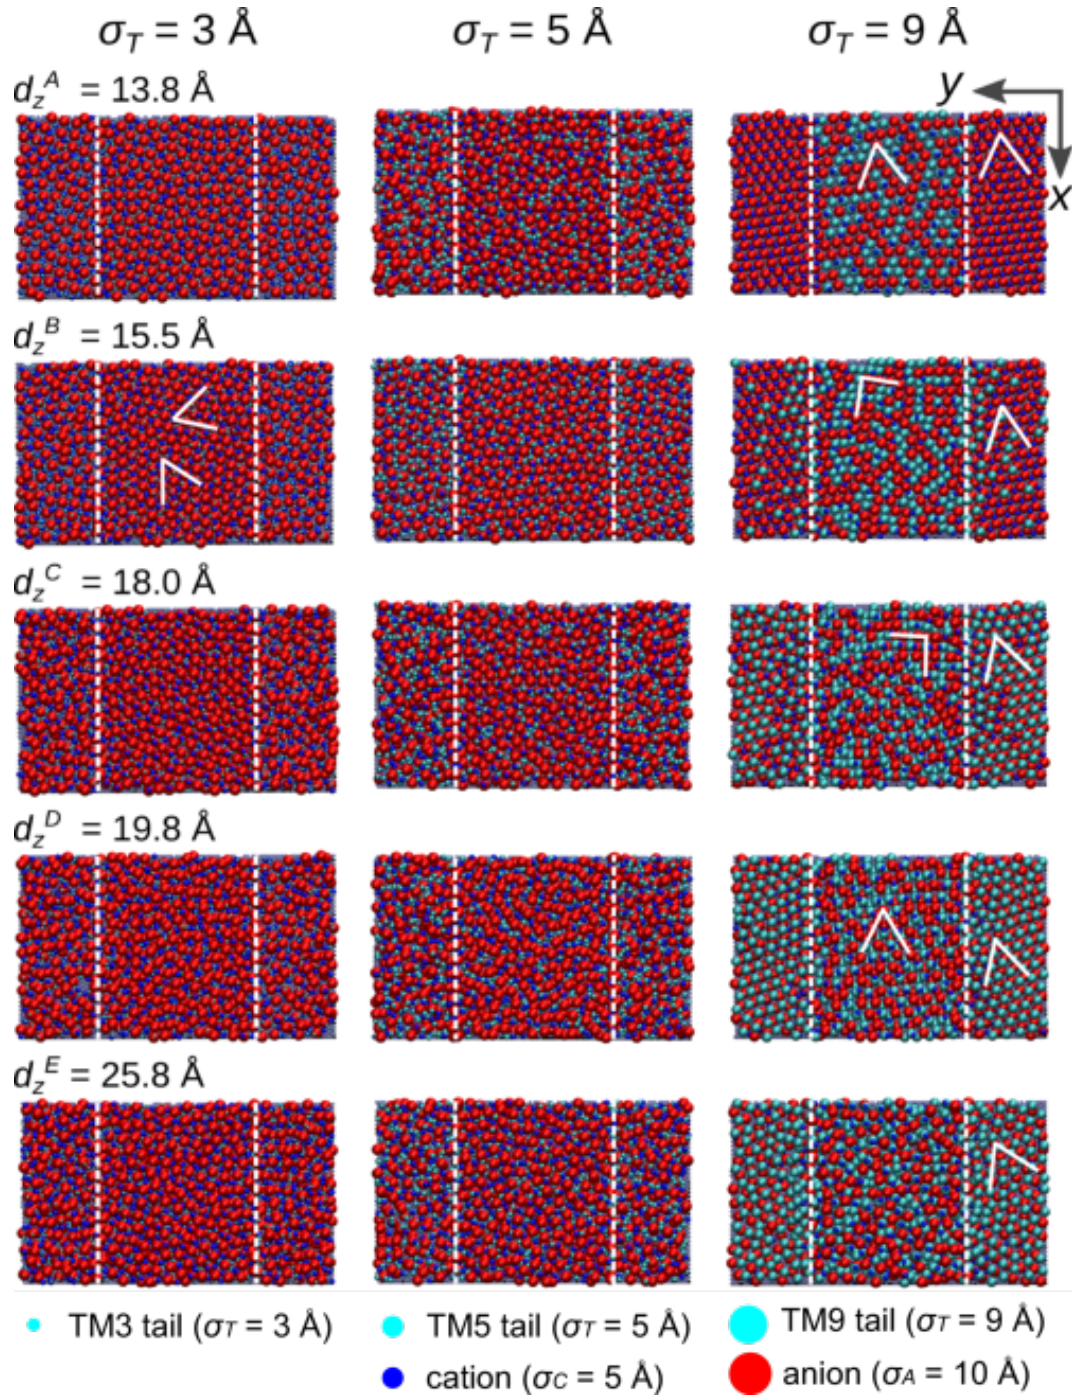 σT = 3 Å σT = 5 Å σT = 9 Å
dzA = 13.8 Å
y
x
dzB = 15.5 Å
dzC = 18.0 Å
dzD = 19.8 Å
dzE = 25.8 Å
TM3 tail (σT = 3 Å) TM5 tail (σT = 5 Å) TM9 tail (σT = 9 Å)
cation (σC = 5 Å) anion (σA = 10 Å)